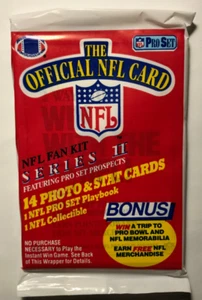 PRO SET
THE
OFFICIAL NFL CARD
NFL
NFL FAN KIT
SERIES II
FEATURING PRO SET PROSPECTS
14 PHOTO & STAT CARDS
1 NFL PRO SET Playbook
1 NFL Collectible
BONUS
WIN A TRIP TO
PRO BOWL AND
NFL MEMORABILIA
EARN FREE NFL
MERCHANDISE
NO PURCHASE
NECESSARY to Play the
Instant Win Game. See Back
of This Wrapper for Details.